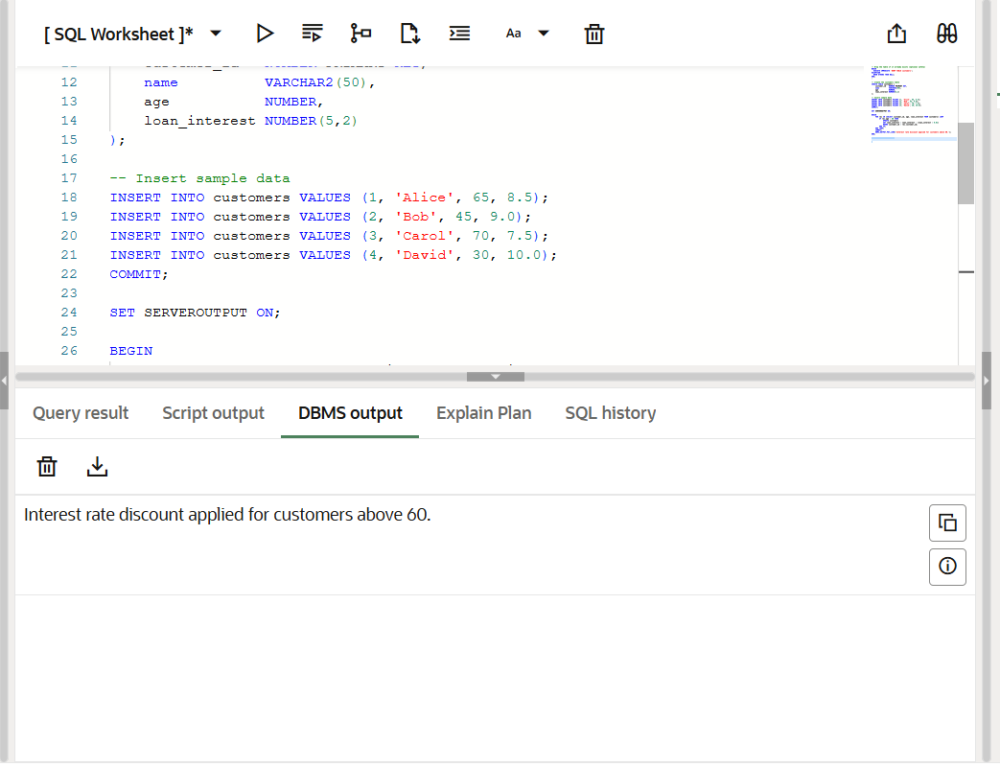 [ SQL Worksheet ]* Aa
12 name VARCHAR2(50),
13 age NUMBER,
14 loan_interest NUMBER(5,2)
15 );
16
17 -- Insert sample data
18 INSERT INTO customers VALUES (1, 'Alice', 65, 8.5);
19 INSERT INTO customers VALUES (2, 'Bob', 45, 9.0);
20 INSERT INTO customers VALUES (3, 'Carol', 70, 7.5);
21 INSERT INTO customers VALUES (4, 'David', 30, 10.0);
22 COMMIT;
23
24 SET SERVEROUTPUT ON;
25
26 BEGIN
Query result Script output DBMS output Explain Plan SQL history
Interest rate discount applied for customers above 60.